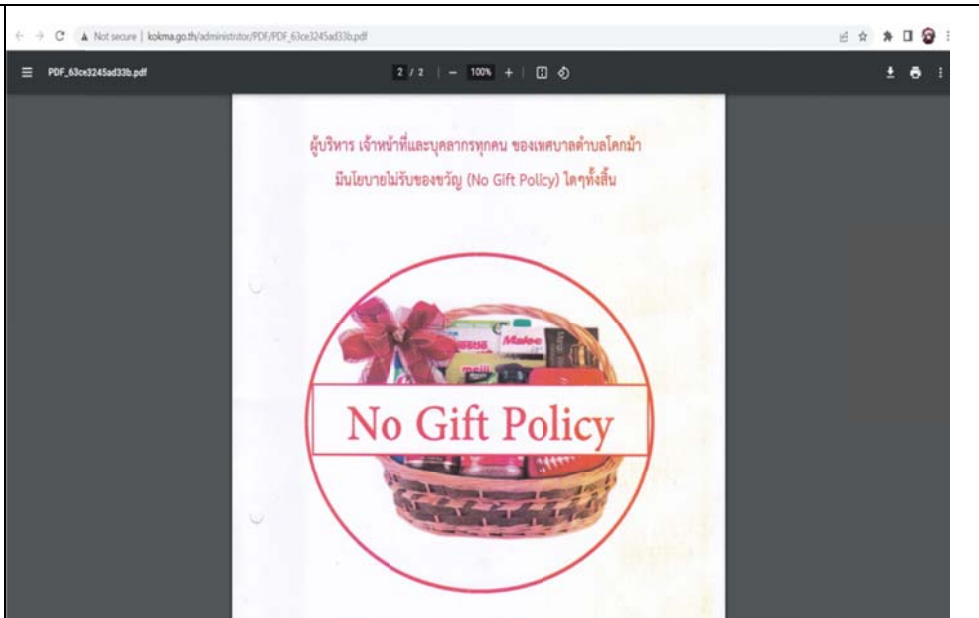 Not secure | kokma.go.th/administrator/PDF/PDF_63ce3245ad33b.pdf
PDF_63ce3245ad33b.pdf
2 / 2
100%
ผู้บริหาร เจ้าหน้าที่และบุคลากรทุกคน ของเทศบาลตำบลโคกม้า
มีนโยบายไม่รับของขวัญ (No Gift Policy) ใดๆทั้งสิ้น
Malee
meiji
No Gift Policy